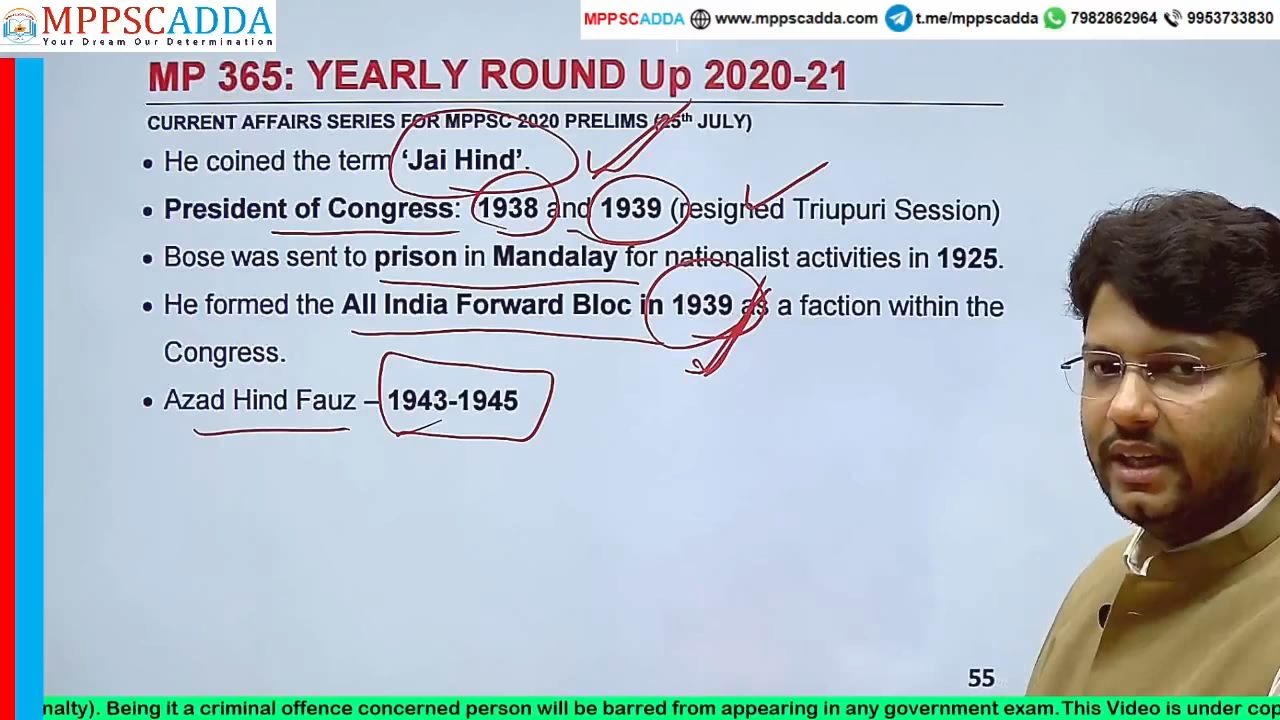 MPPSCADDA
Your Dream Our Determination
MPPSCADDA www.mppscadda.com t.me/mppscadda 7982862964 9953733830
MP 365: YEARLY ROUND Up 2020-21
CURRENT AFFAIRS SERIES FOR MPPSC 2020 PRELIMS (25th JULY)
• He coined the term ‘Jai Hind’.
• President of Congress: 1938 and 1939 (resigned Triupuri Session)
• Bose was sent to prison in Mandalay for nationalist activities in 1925.
• He formed the All India Forward Bloc in 1939 as a faction within the
Congress.
• Azad Hind Fauz – 1943-1945
55
nalty). Being it a criminal offence concerned person will be barred from appearing in any government exam. This Video is under cop